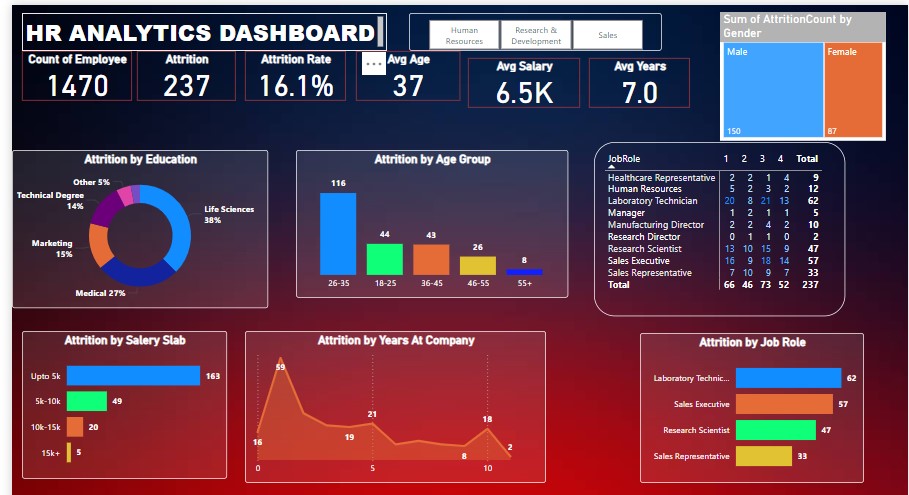 HR ANALYTICS DASHBOARD
Human Resources
Research & Development
Sales
Sum of AttritionCount by Gender
Male
Female
150
87
Count of Employee
1470
Attrition
237
Attrition Rate
16.1%
Avg Age
37
Avg Salary
6.5K
Avg Years
7.0
Attrition by Education
Other 5%
Technical Degree 14%
Marketing 15%
Medical 27%
Life Sciences 38%
Attrition by Age Group
116
44
43
26
8
26-35 18-25 36-45 46-55 55+
JobRole 1 2 3 4 Total
Healthcare Representative 2 2 1 4 9
Human Resources 5 2 3 2 12
Laboratory Technician 20 8 21 13 62
Manager 1 2 1 1 5
Manufacturing Director 2 2 4 2 10
Research Director 0 1 1 0 2
Research Scientist 13 10 15 9 47
Sales Executive 16 9 18 14 57
Sales Representative 7 10 9 7 33
Total 66 46 73 52 237
Attrition by Salery Slab
Upto 5k 163
5k-10k 49
10k-15k 20
15k+ 5
Attrition by Years At Company
16
59
19
21
8
18
2
0 5 10
Attrition by Job Role
Laboratory Technic... 62
Sales Executive 57
Research Scientist 47
Sales Representative 33